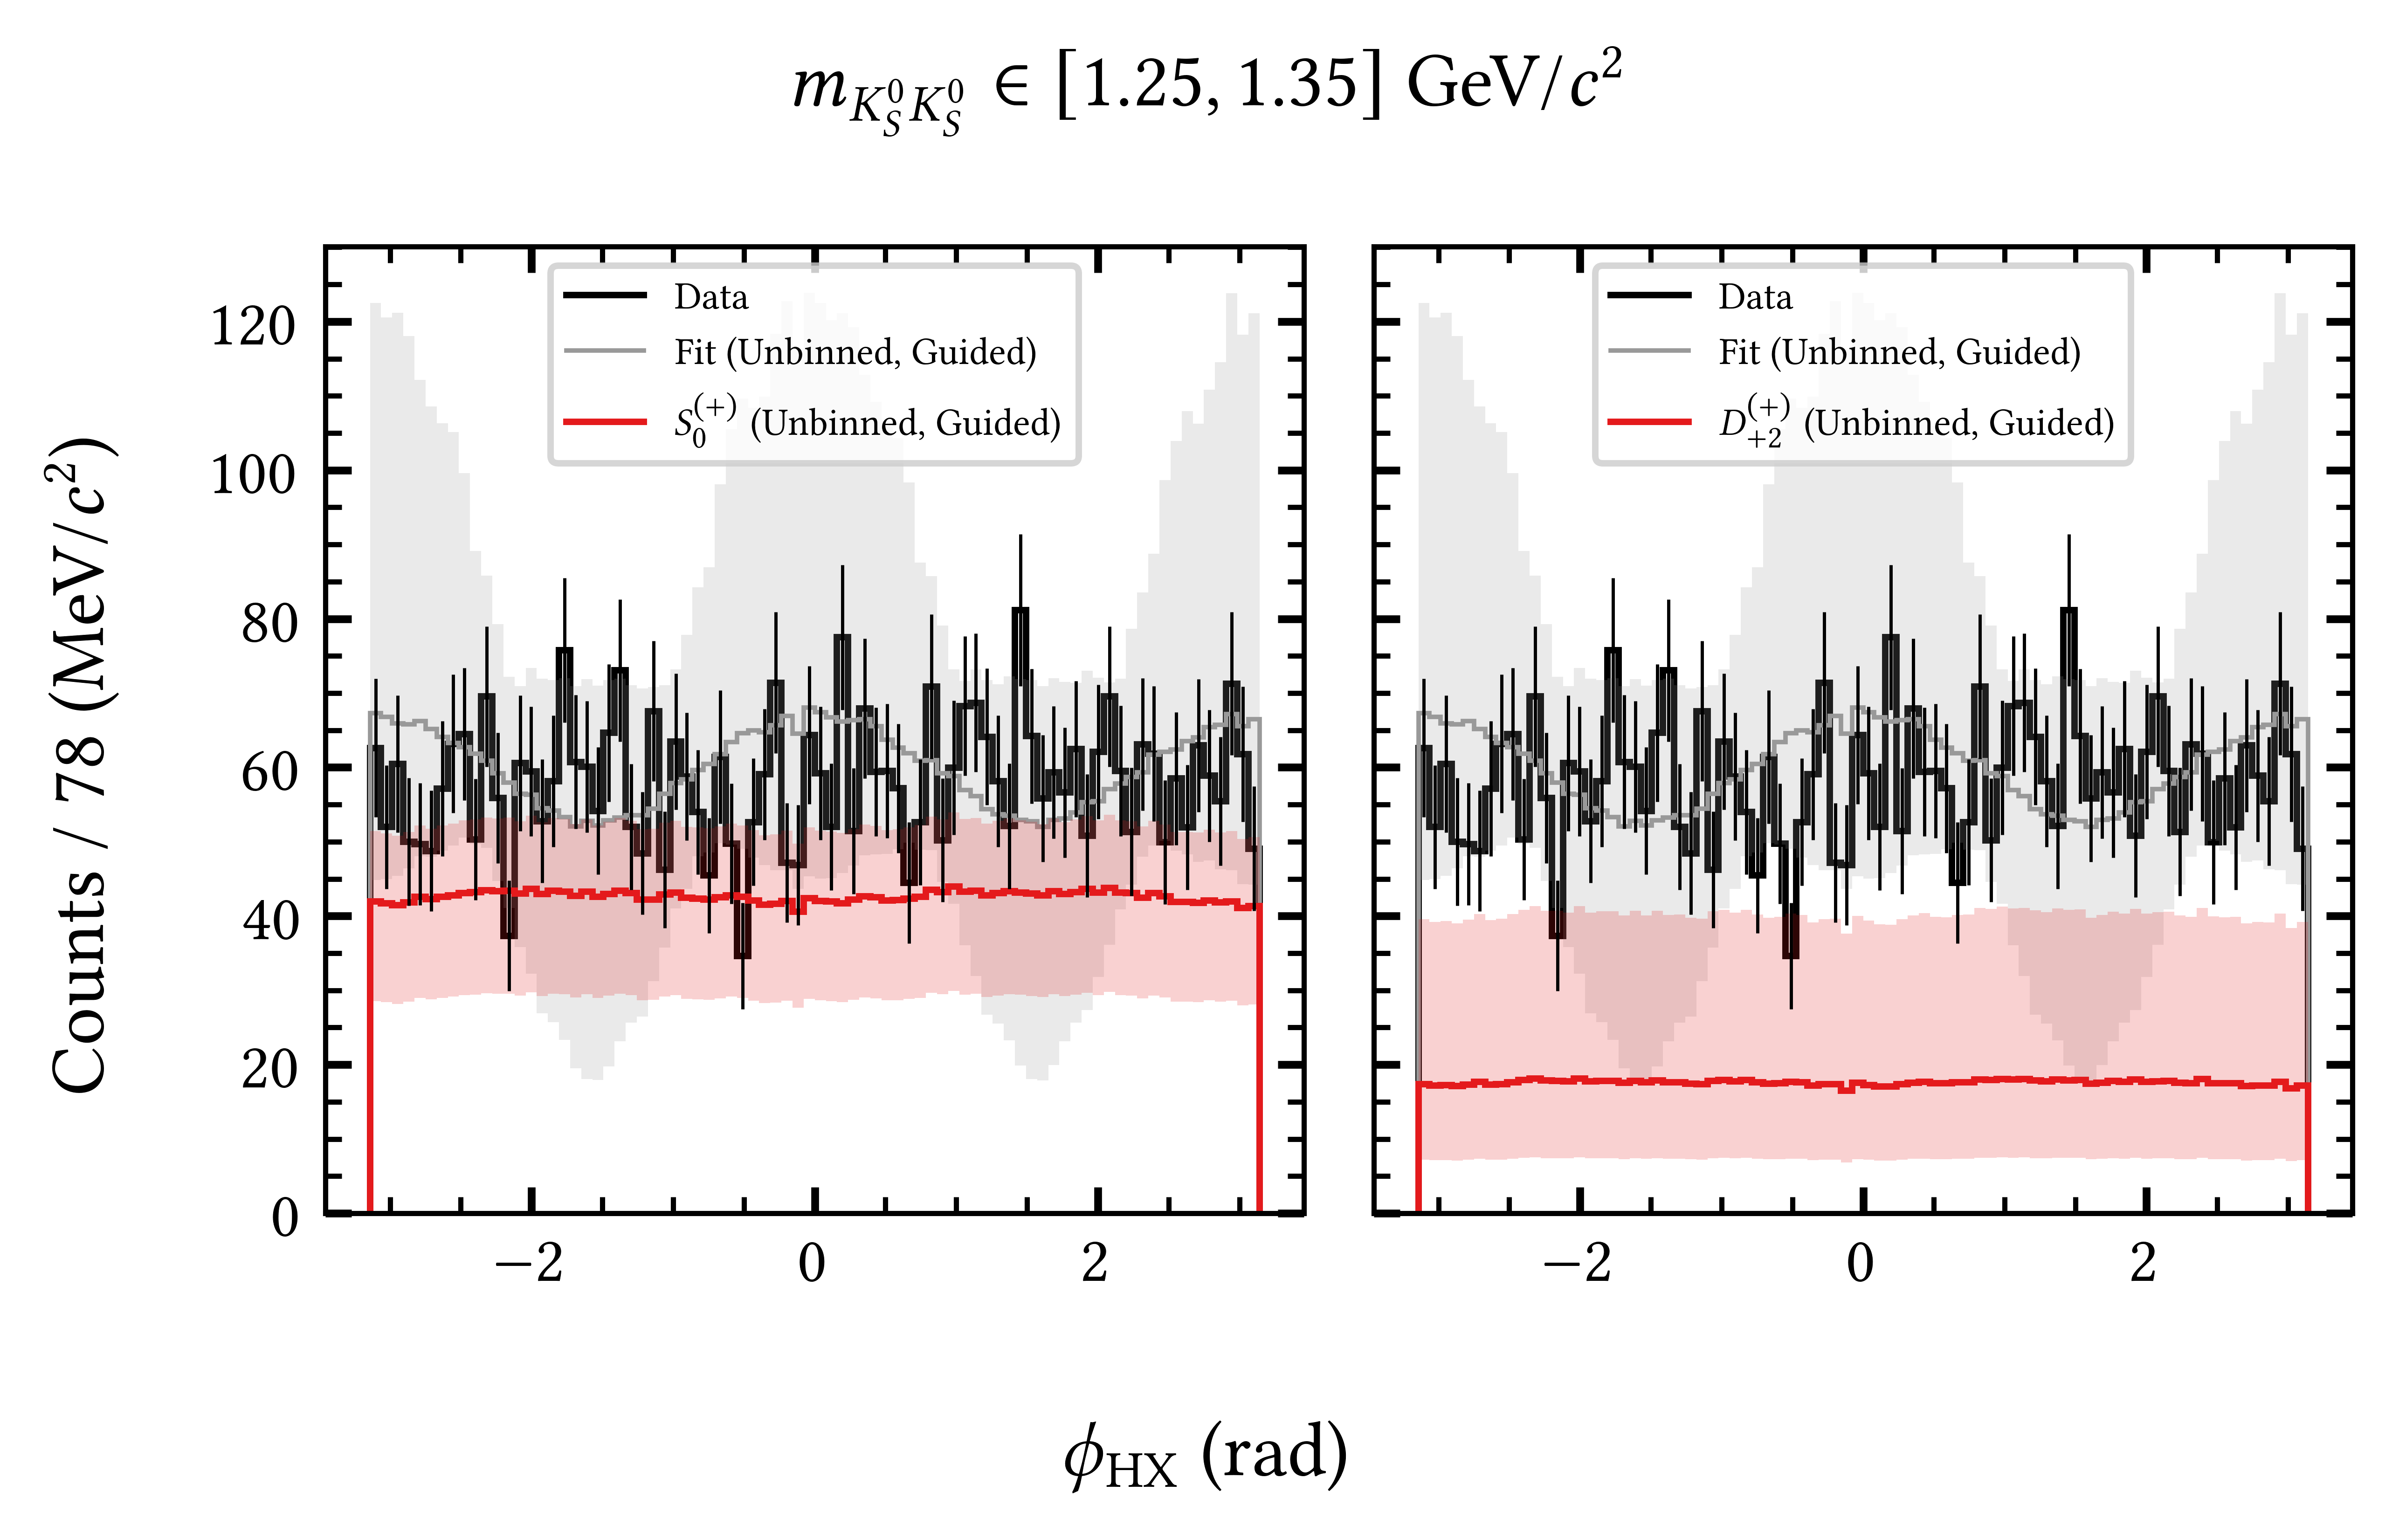 m_{K_S^0 K_S^0} ∈ [1.25, 1.35] GeV/c²
Counts / 78 (MeV/c²)
120
100
80
60
40
20
0
Data
Fit (Unbinned, Guided)
S_0^{(+)} (Unbinned, Guided)
Data
Fit (Unbinned, Guided)
D_{+2}^{(+)} (Unbinned, Guided)
−2 0 2
−2 0 2
ϕ_{HX} (rad)